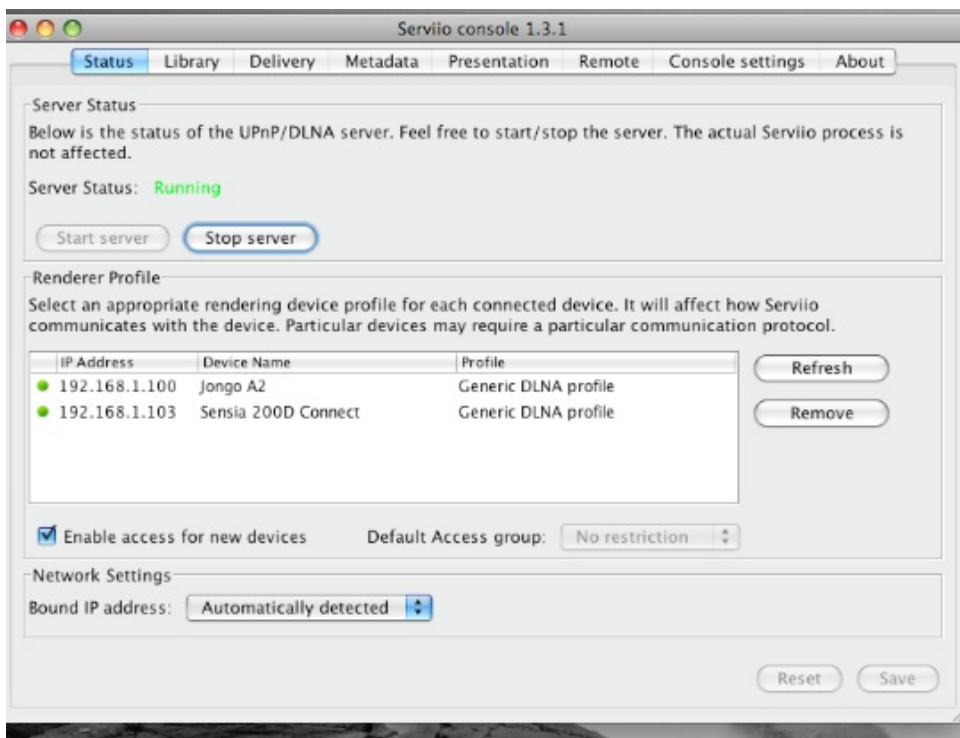 Serviio console 1.3.1
Status Library Delivery Metadata Presentation Remote Console settings About
Server Status
Below is the status of the UPnP/DLNA server. Feel free to start/stop the server. The actual Serviio process is
not affected.
Server Status: Running
Start server Stop server
Renderer Profile
Select an appropriate rendering device profile for each connected device. It will affect how Serviio
communicates with the device. Particular devices may require a particular communication protocol.
IP Address Device Name Profile
192.168.1.100 Jongo A2 Generic DLNA profile
192.168.1.103 Sensia 200D Connect Generic DLNA profile
Refresh
Remove
Enable access for new devices Default Access group: No restriction
Network Settings
Bound IP address: Automatically detected
Reset Save